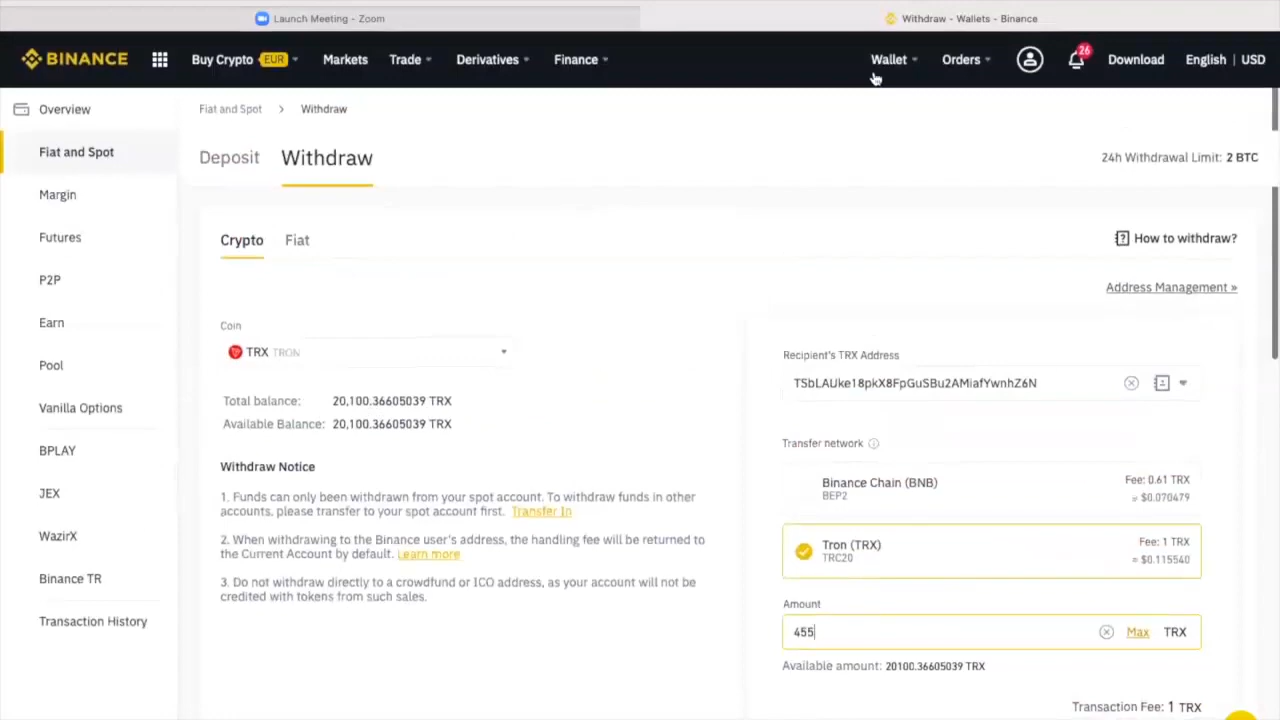 Launch Meeting - Zoom
Withdraw - Wallets - Binance
BINANCE
Buy Crypto EUR
Markets
Trade
Derivatives
Finance
Wallet
Orders
26
Download
English | USD
Overview
Fiat and Spot
Margin
Futures
P2P
Earn
Pool
Vanilla Options
BPLAY
JEX
WazirX
Binance TR
Transaction History
Fiat and Spot > Withdraw
Deposit
Withdraw
24h Withdrawal Limit: 2 BTC
Crypto
Fiat
How to withdraw?
Address Management »
Coin
TRX TRON
Total balance: 20,100.36605039 TRX
Available Balance: 20,100.36605039 TRX
Withdraw Notice
1. Funds can only been withdrawn from your spot account. To withdraw funds in other
accounts, please transfer to your spot account first. Transfer In
2. When withdrawing to the Binance user's address, the handling fee will be returned to
the Current Account by default. Learn more
3. Do not withdraw directly to a crowdfund or ICO address, as your account will not be
credited with tokens from such sales.
Recipient's TRX Address
TSbLAUke18pkX8FpGuSBu2AMiafYwnhZ6N
Transfer network
Binance Chain (BNB)
BEP2
Fee: 0.61 TRX
≈ $0.070479
Tron (TRX)
TRC20
Fee: 1 TRX
≈ $0.115540
Amount
455
Max
TRX
Available amount: 20100.36605039 TRX
Transaction Fee: 1 TRX